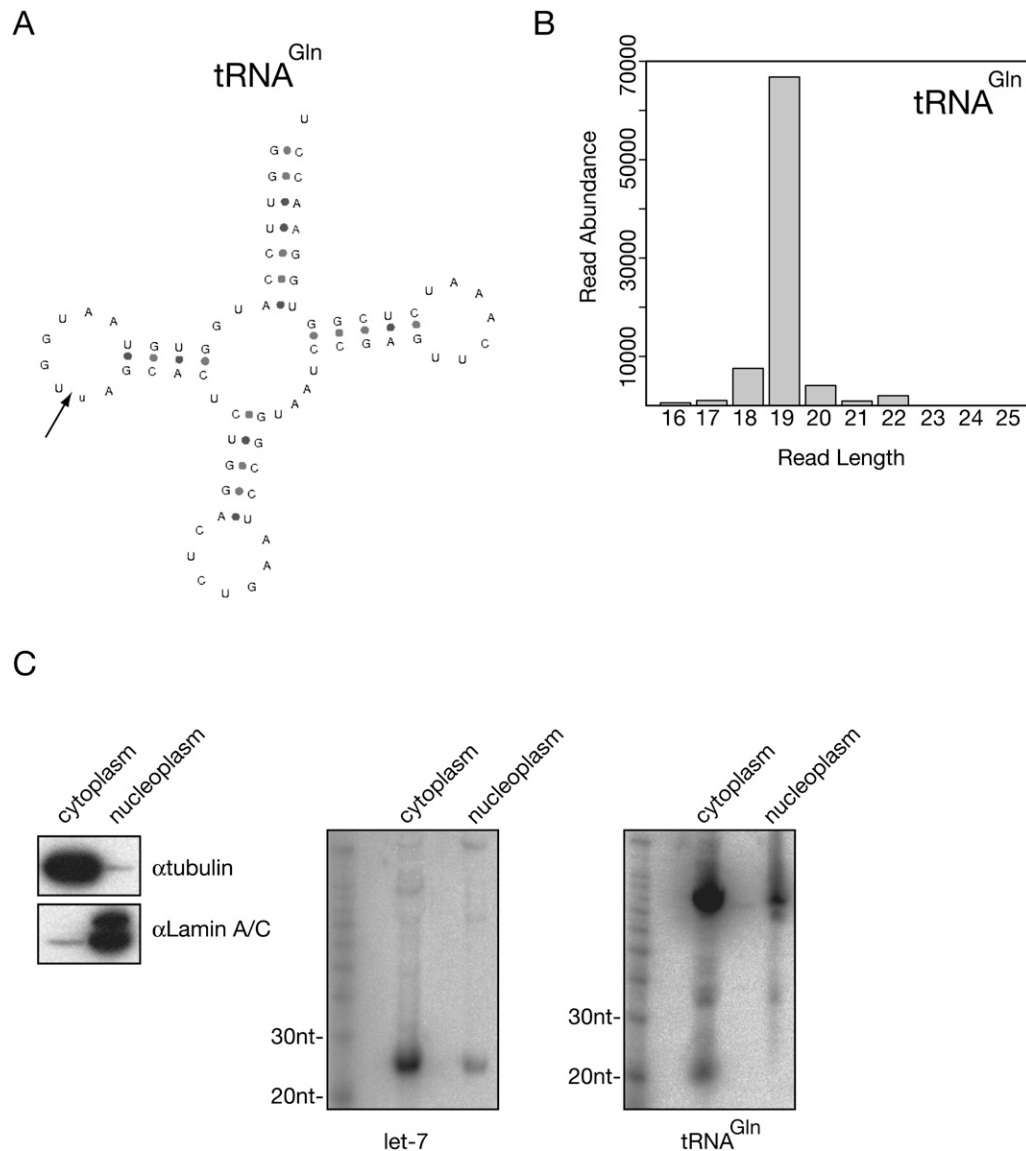 A
tRNA^Gln
G G U U C C A
U G
G U G U
A A U G G U u A
G C A C
U
C U G G A
C U C U G A A
U C C G G
U A A U
C C G A G
U U C A A A U
C U C G G
U G G A A C C U
B
tRNA^Gln
Read Abundance
70000
50000
30000
10000
16 17 18 19 20 21 22 23 24 25
Read Length
C
cytoplasm
nucleoplasm
αtubulin
αLamin A/C
cytoplasm
nucleoplasm
30nt-
20nt-
let-7
cytoplasm
nucleoplasm
30nt-
20nt-
tRNA^Gln